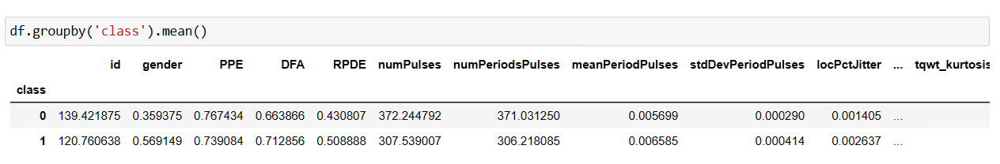 df.groupby('class').mean()
id gender PPE DFA RPDE numPulses numPeriodsPulses meanPeriodPulses stdDevPeriodPulses locPctJitter ... tqwt_kurtosis
class
0 139.421875 0.359375 0.767434 0.663866 0.430807 372.244792 371.031250 0.005699 0.000290 0.001405 ...
1 120.760638 0.569149 0.739084 0.712856 0.508888 307.539007 306.218085 0.006585 0.000414 0.002637 ...